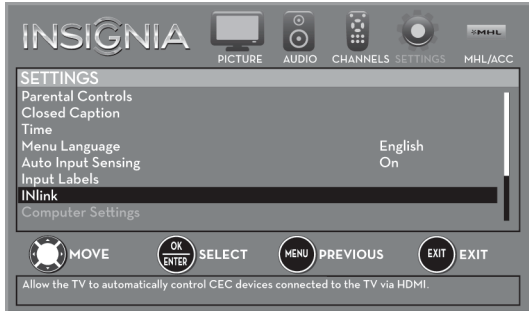 INSIGNIA
PICTURE AUDIO CHANNELS SETTINGS MHL MHL/ACC
SETTINGS
Parental Controls
Closed Caption
Time
Menu Language English
Auto Input Sensing On
Input Labels
INlink
Computer Settings
MOVE OK ENTER SELECT MENU PREVIOUS EXIT EXIT
Allow the TV to automatically control CEC devices connected to the TV via HDMI.